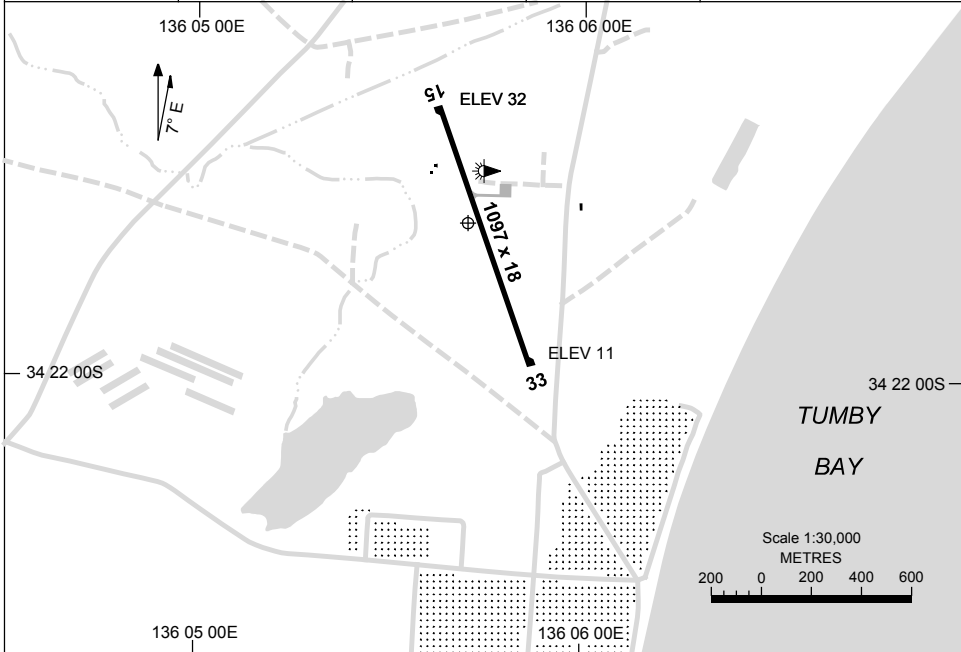 136 05 00E
136 06 00E
7° E
15
ELEV 32
1097 x 18
ELEV 11
33
34 22 00S
34 22 00S
TUMBY
BAY
Scale 1:30,000
METRES
200 0 200 400 600
136 05 00E
136 06 00E